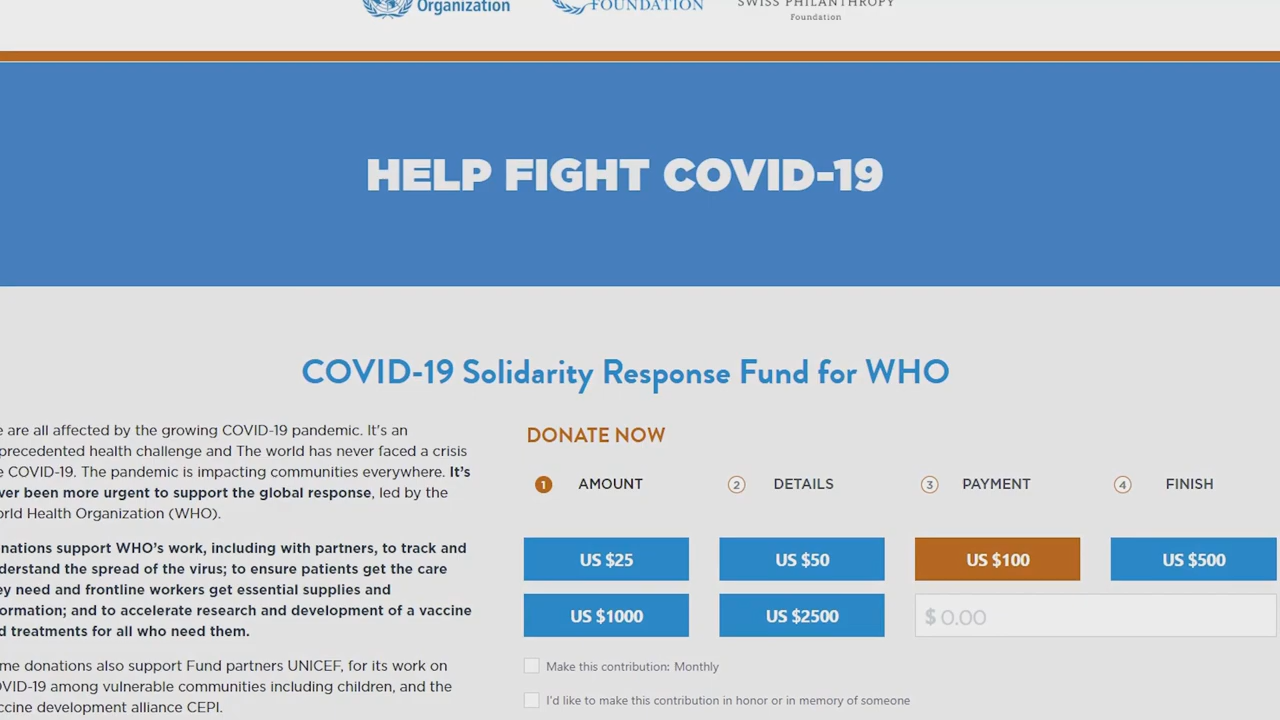 Organization
FOUNDATION
SWISS PHILANTHROPY
Foundation
HELP FIGHT COVID-19
COVID-19 Solidarity Response Fund for WHO
are all affected by the growing COVID-19 pandemic. It's an
precedented health challenge and The world has never faced a crisis
COVID-19. The pandemic is impacting communities everywhere. It's
ver been more urgent to support the global response, led by the
orld Health Organization (WHO).
nations support WHO's work, including with partners, to track and
derstand the spread of the virus; to ensure patients get the care
ey need and frontline workers get essential supplies and
ormation; and to accelerate research and development of a vaccine
d treatments for all who need them.
me donations also support Fund partners UNICEF, for its work on
VID-19 among vulnerable communities including children, and the
ccine development alliance CEPI.
DONATE NOW
1 AMOUNT
2 DETAILS
3 PAYMENT
4 FINISH
US $25
US $50
US $100
US $500
US $1000
US $2500
$ 0.00
Make this contribution: Monthly
I'd like to make this contribution in honor or in memory of someone